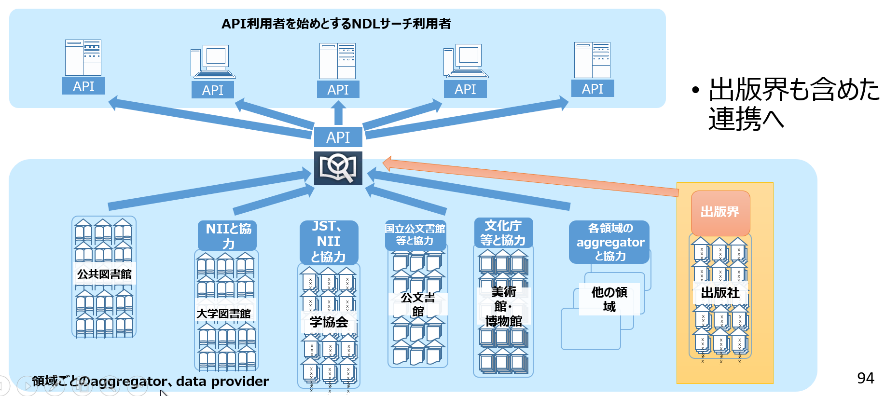 API利用者を始めとするNDLサーチ利用者
API
API
API
API
API
API
• 出版界も含めた
連携へ
公共図書館
NIIと協
力
大学図書館
JST、
NII
と協力
学協会
国立公文書館
等と協力
公文書
館
文化庁
等と協力
美術
館・
博物館
各領域の
aggregator
と協力
他の領
域
出版界
出版社
領域ごとのaggregator、data provider
94